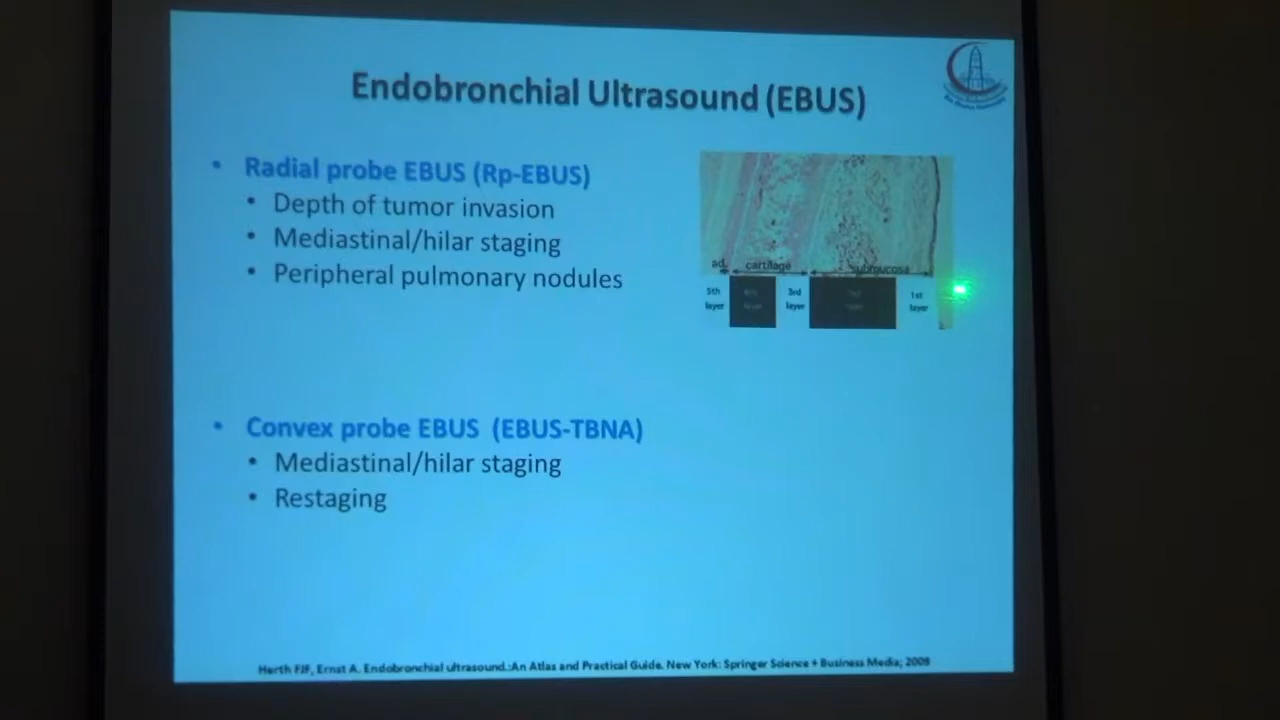 Endobronchial Ultrasound (EBUS)
• Radial probe EBUS (Rp-EBUS)
• Depth of tumor invasion
• Mediastinal/hilar staging
• Peripheral pulmonary nodules
ad. cartilage submucosa
5th layer
3rd layer
1st layer
• Convex probe EBUS (EBUS-TBNA)
• Mediastinal/hilar staging
• Restaging
Herth FJF, Ernst A. Endobronchial ultrasound.:An Atlas and Practical Guide. New York: Springer Science + Business Media; 2009